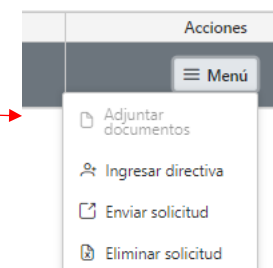 Acciones
Menú
Adjuntar
documentos
Ingresar directiva
Enviar solicitud
Eliminar solicitud